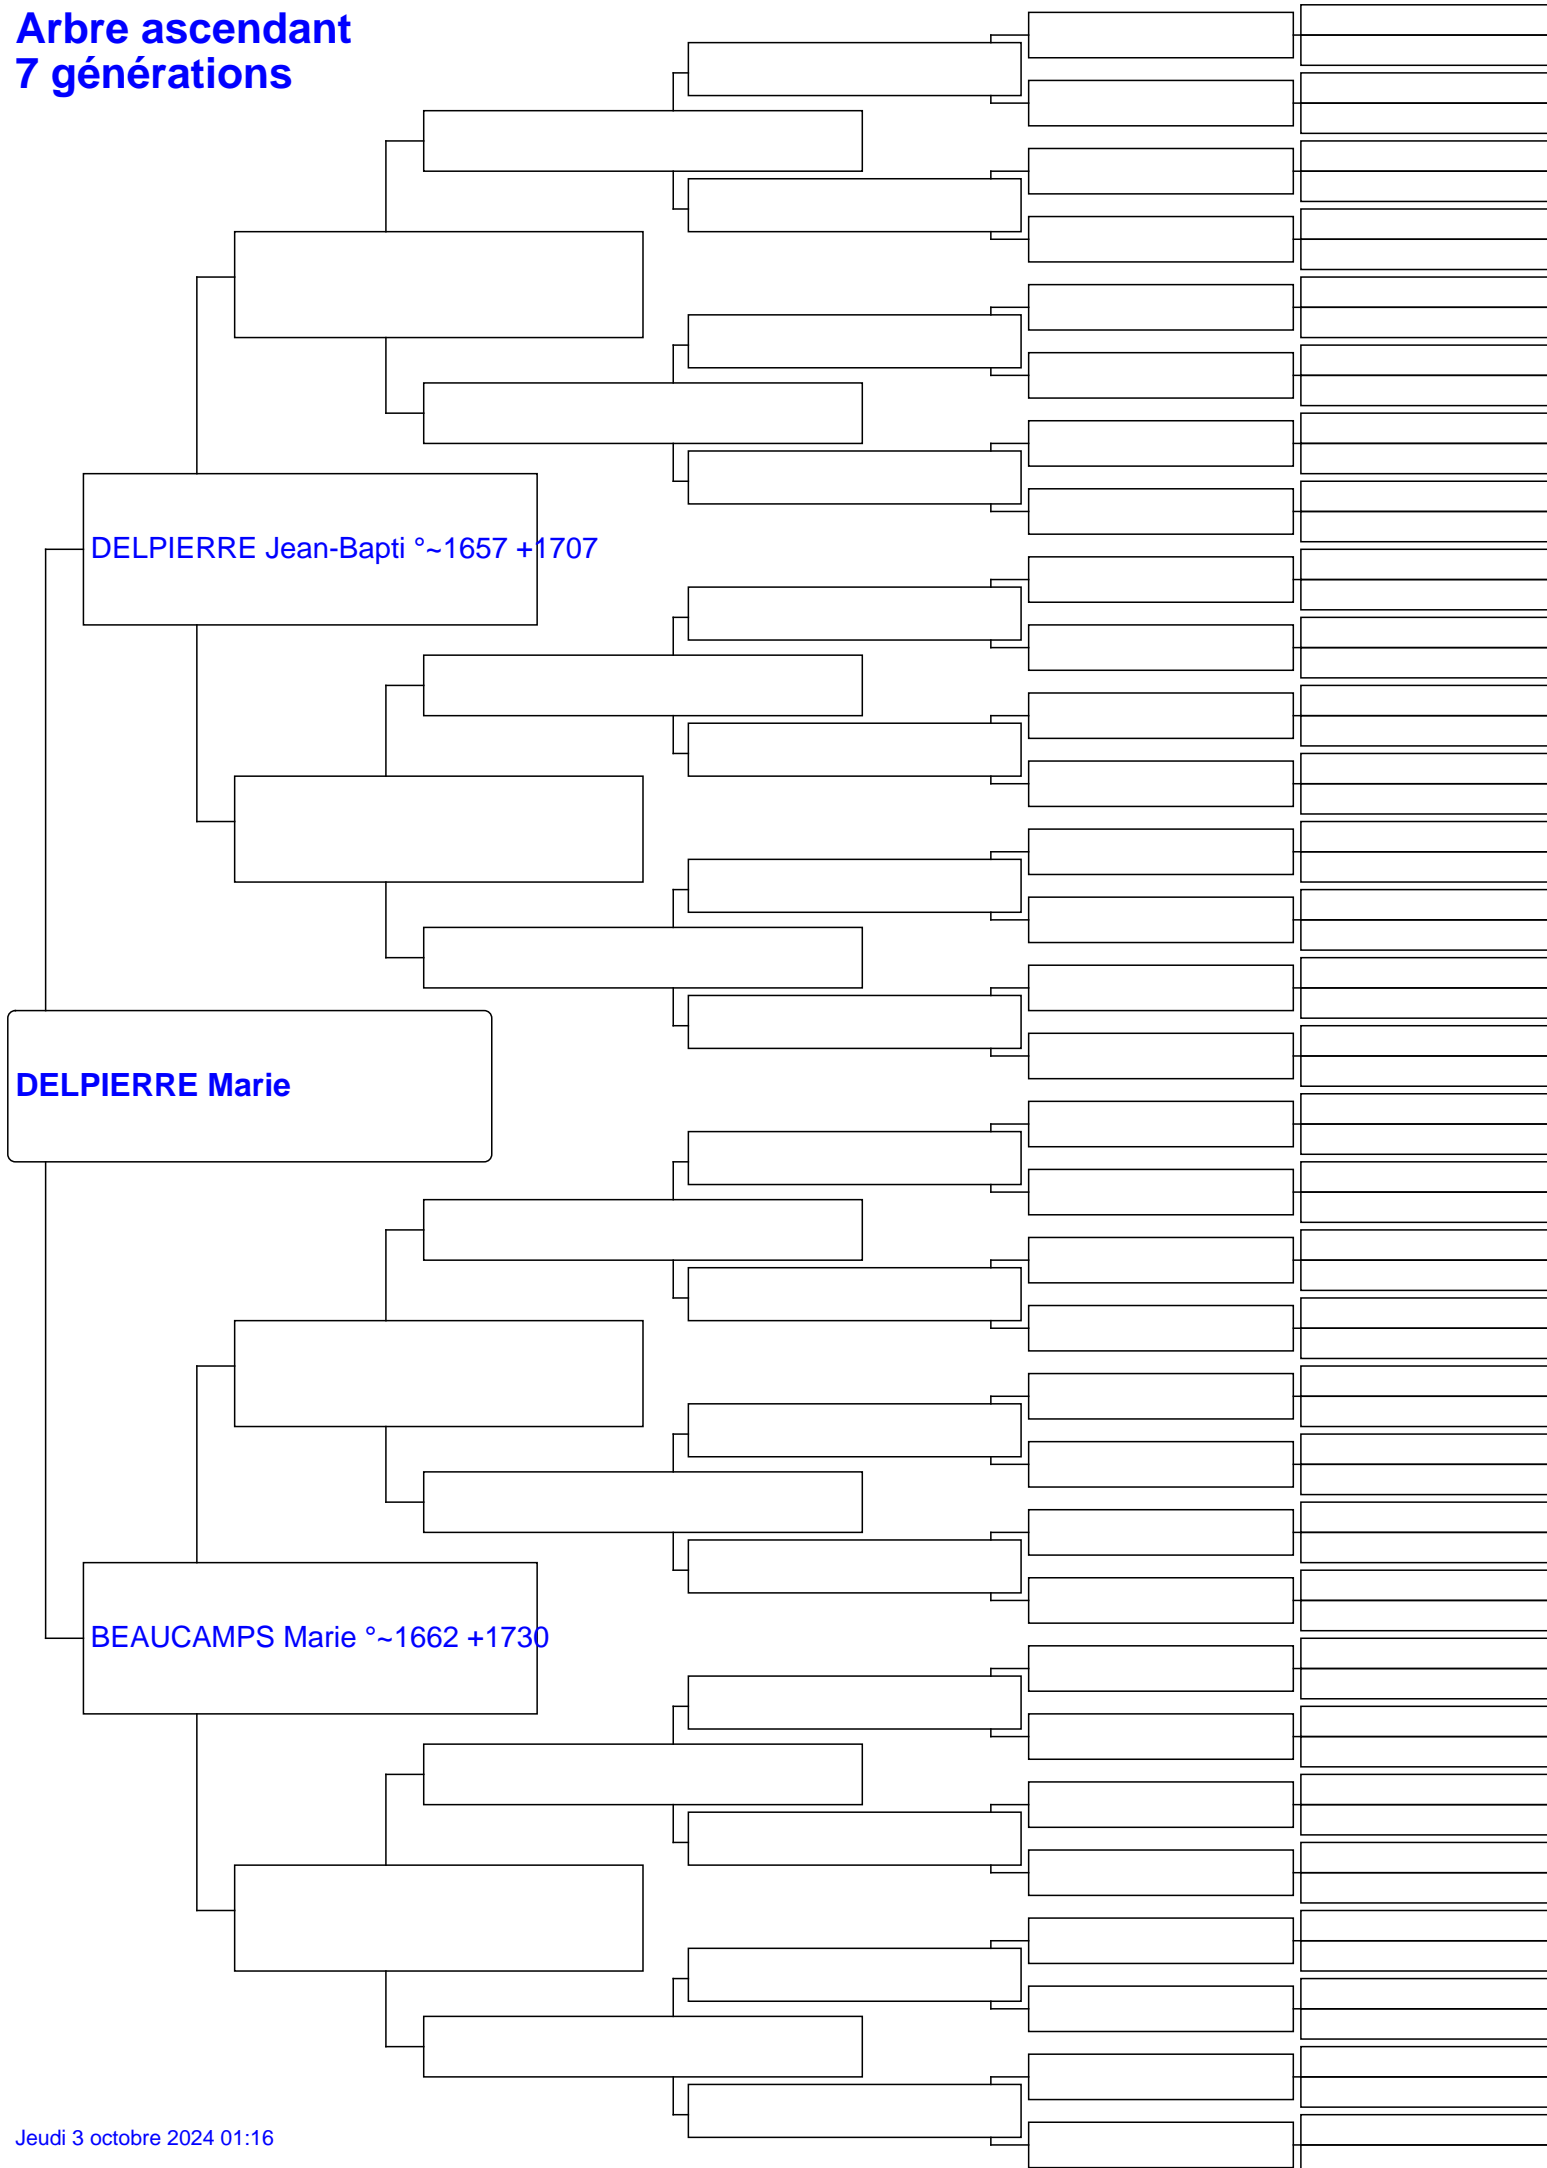 Arbre ascendant
7 générations
DELPIERRE Jean-Bapti °~1657 +1707
DELPIERRE Marie
BEAUCAMPS Marie °~1662 +1730
Jeudi 3 octobre 2024 01:16